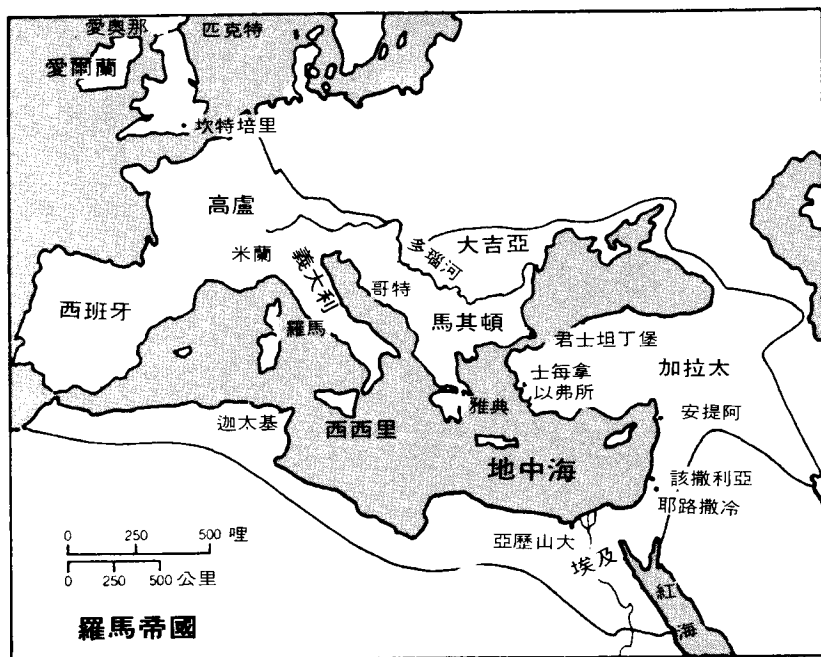 愛奧那
匹克特
愛爾蘭
坎特培里
高盧
大吉亞
多瑙河
米蘭
義大利
哥特
西班牙
馬其頓
羅馬
君士坦丁堡
士每拿
加拉太
以弗所
雅典
迦太基
西西里
安提阿
地中海
該撒利亞
耶路撒冷
0 250 500 哩
亞歷山大
埃及
0 250 500 公里
紅海
羅馬帝國